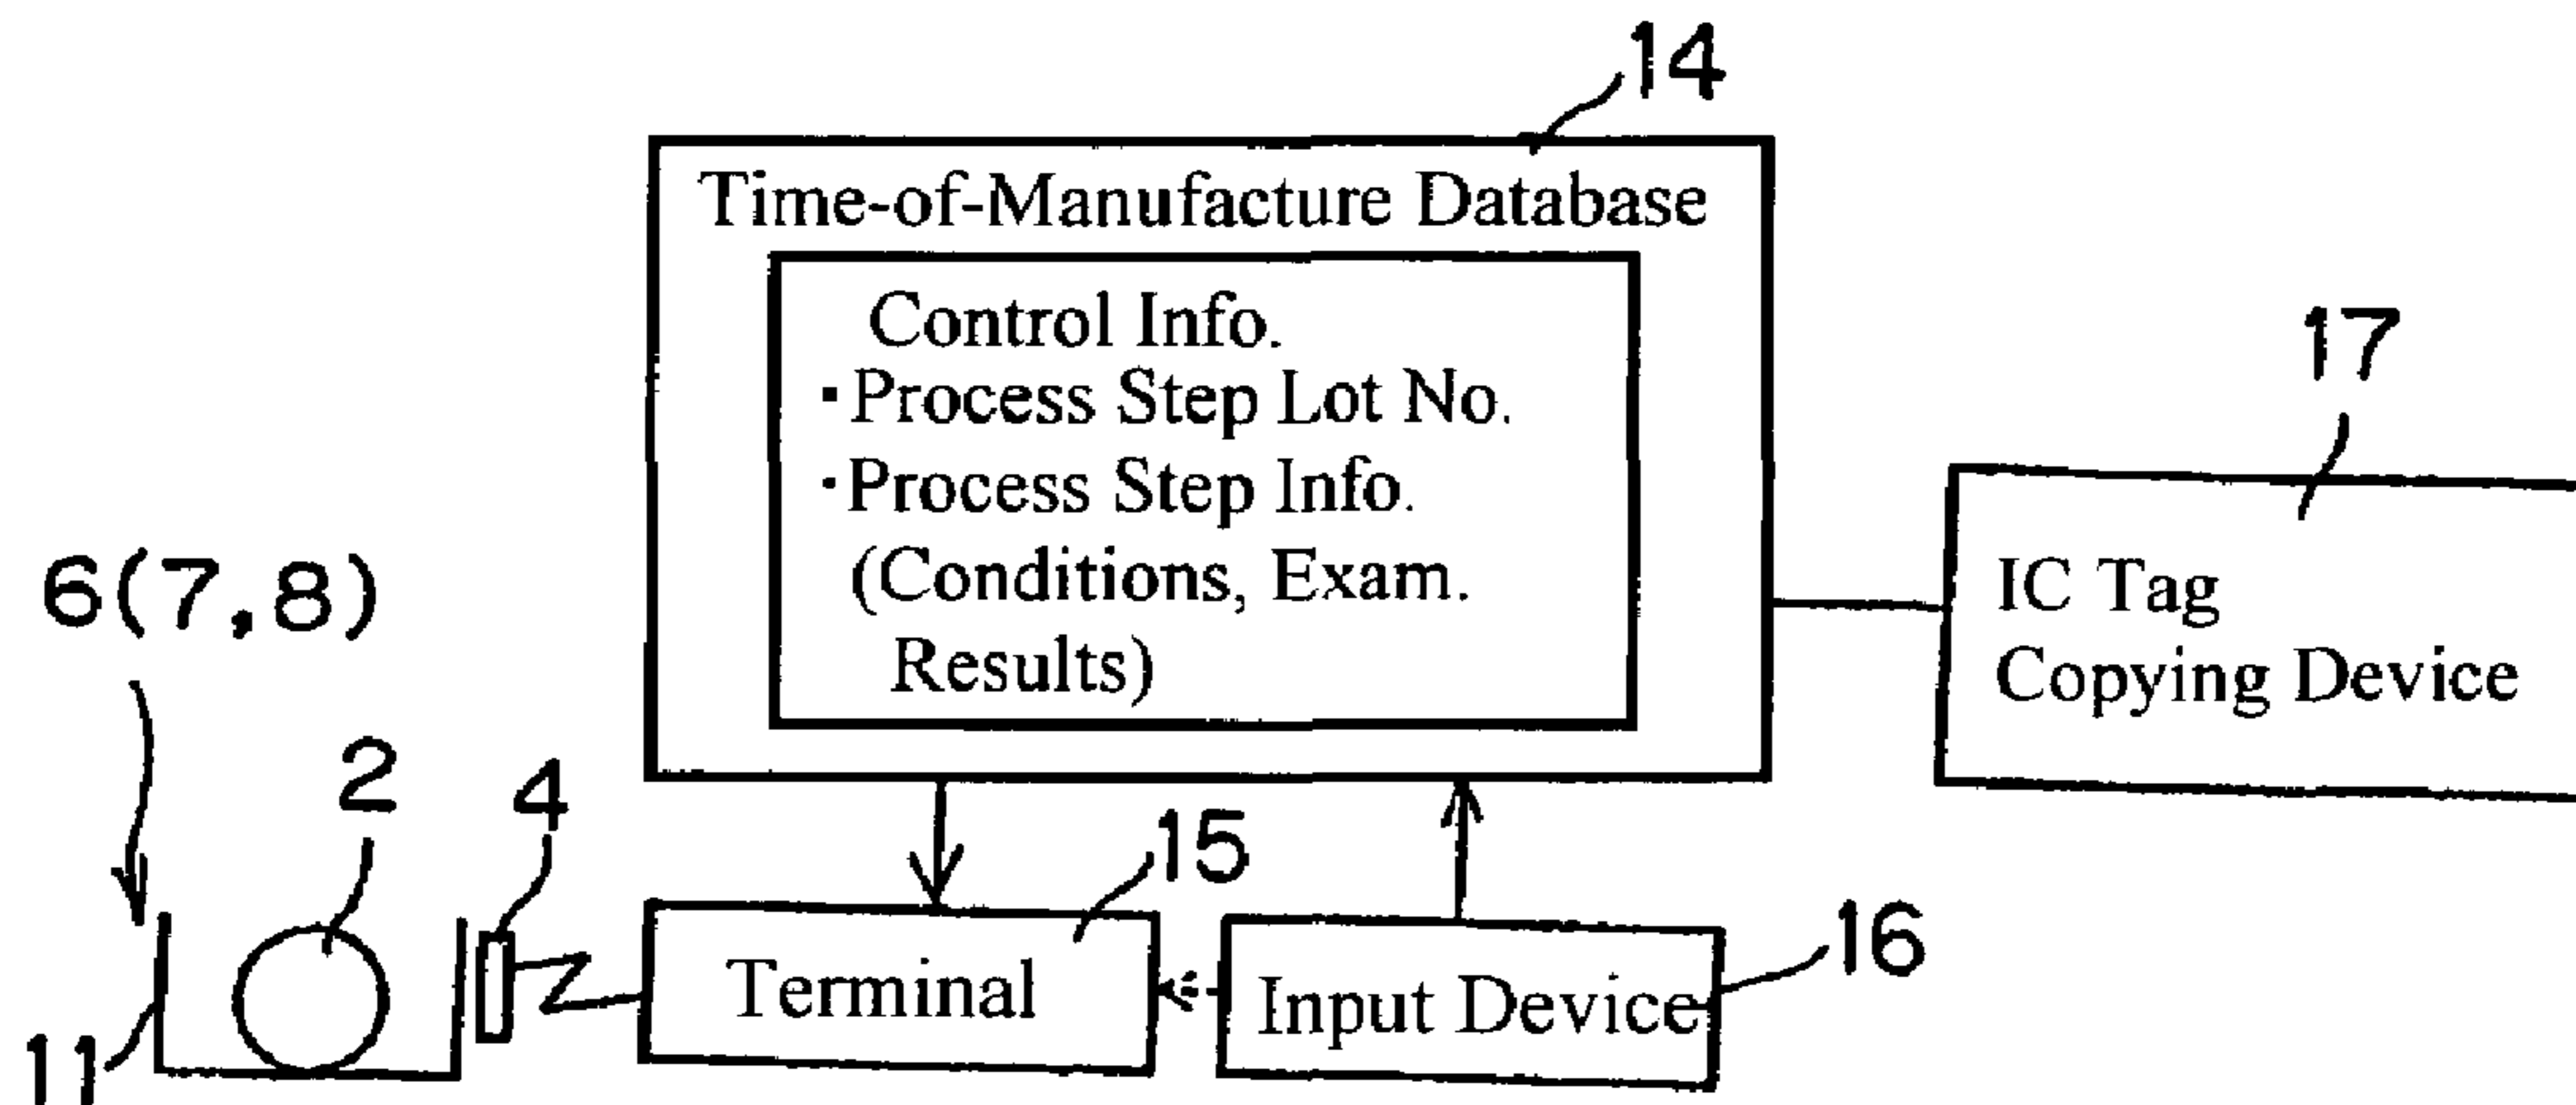 14
Time-of-Manufacture Database
Control Info.
・Process Step Lot No.
・Process Step Info.
(Conditions, Exam.
Results)
17
IC Tag
Copying Device
6(7,8)
2
4
15
Terminal
16
Input Device
11